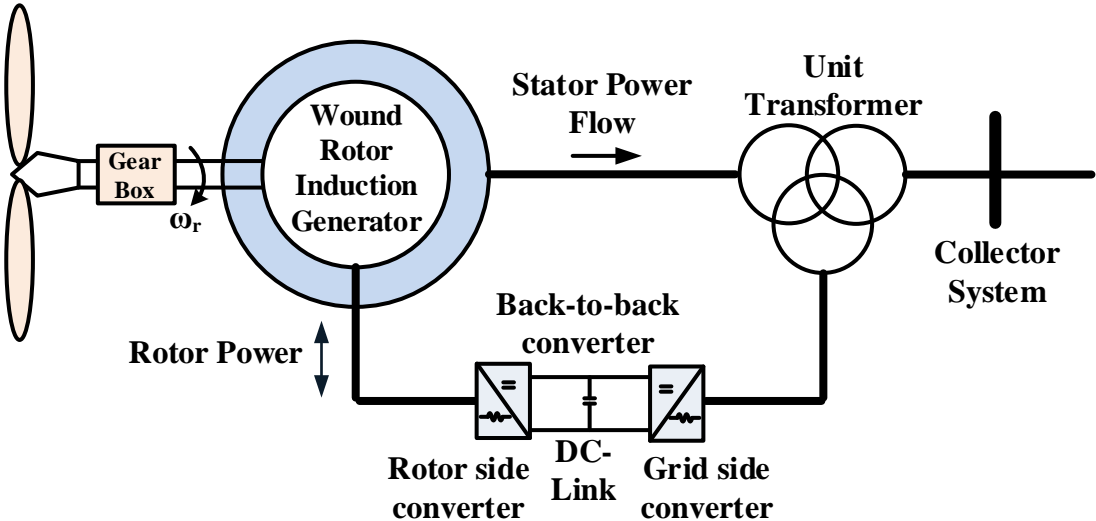 Gear
Box
ωr
Wound
Rotor
Induction
Generator
Stator Power
Flow
Unit
Transformer
Collector
System
Rotor Power
Back-to-back
converter
Rotor side
converter
DC-
Link
Grid side
converter